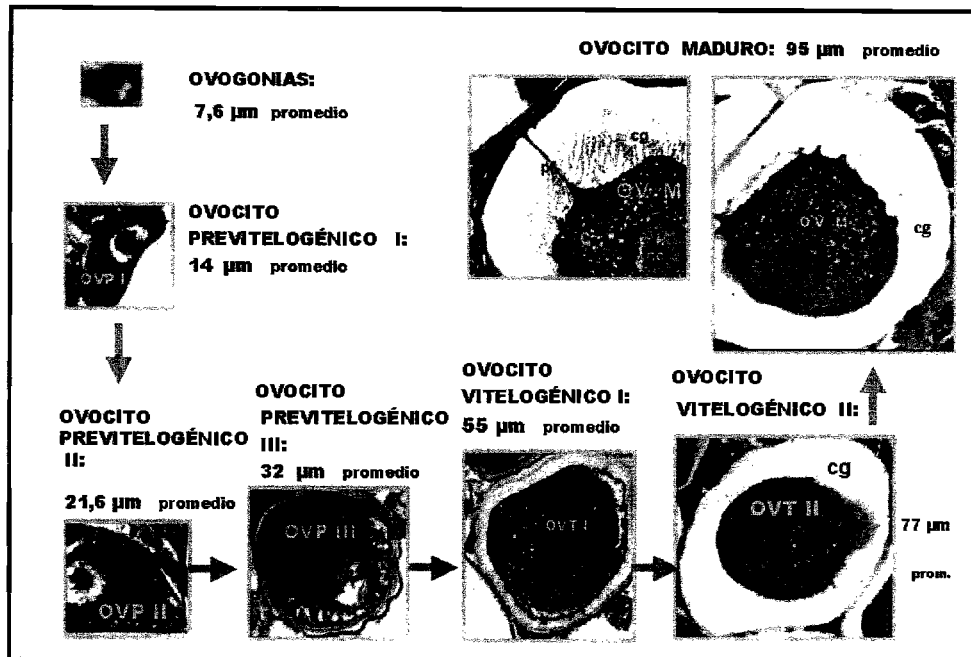 OVOGONIAS:
7,6 µm promedio
OVOCITO
PREVITELOGÉNICO I:
14 µm promedio
OVP I
OVOCITO
PREVITELOGÉNICO
II:
21,6 µm promedio
OVP II
OVOCITO
PREVITELOGÉNICO
III:
32 µm promedio
OVP III
OVOCITO
VITELOGÉNICO I:
55 µm promedio
OVT I
OVOCITO
VITELOGÉNICO II:
cg
OVT II
77 µm
prom.
OVOCITO MADURO: 95 µm promedio
cg
OV M
cg